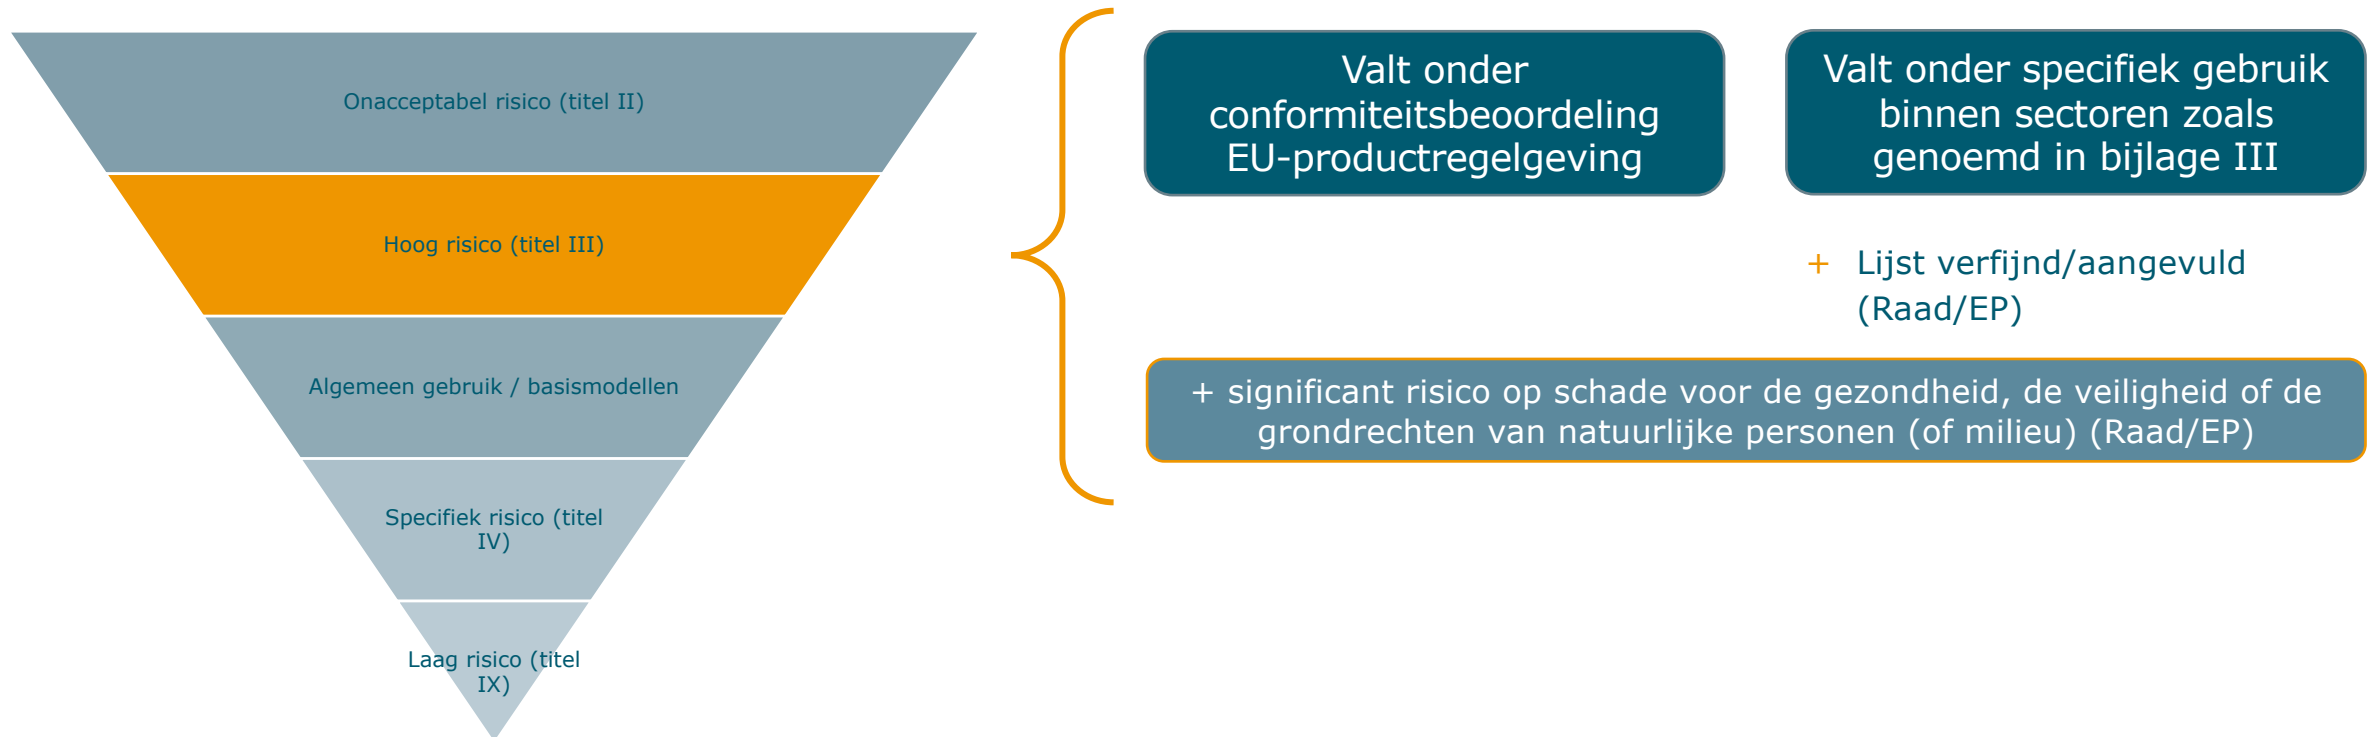 Onacceptabel risico (titel II)
Hoog risico (titel III)
Algemeen gebruik / basismodellen
Specifiek risico (titel
IV)
Laag risico (titel
IX)
Valt onder
conformiteitsbeoordeling
EU-productregelgeving
Valt onder specifiek gebruik
binnen sectoren zoals
genoemd in bijlage III
+ Lijst verfijnd/aangevuld
(Raad/EP)
+ significant risico op schade voor de gezondheid, de veiligheid of de
grondrechten van natuurlijke personen (of milieu) (Raad/EP)